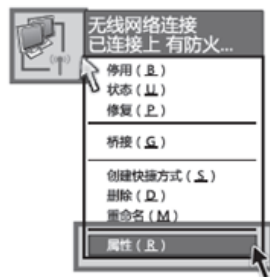 无线网络连接
已连接上 有防火...
停用(B)
状态(U)
修复(P)
桥接(G)
创建快捷方式(S)
删除(D)
重命名(M)
属性(R)